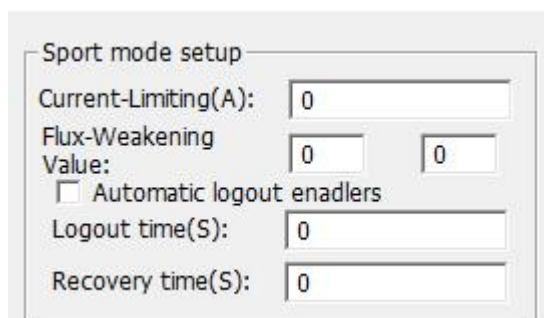 Sport mode setup
Current-Limiting(A): 0
Flux-Weakening
Value: 0 0
Automatic logout enadlers
Logout time(S): 0
Recovery time(S): 0